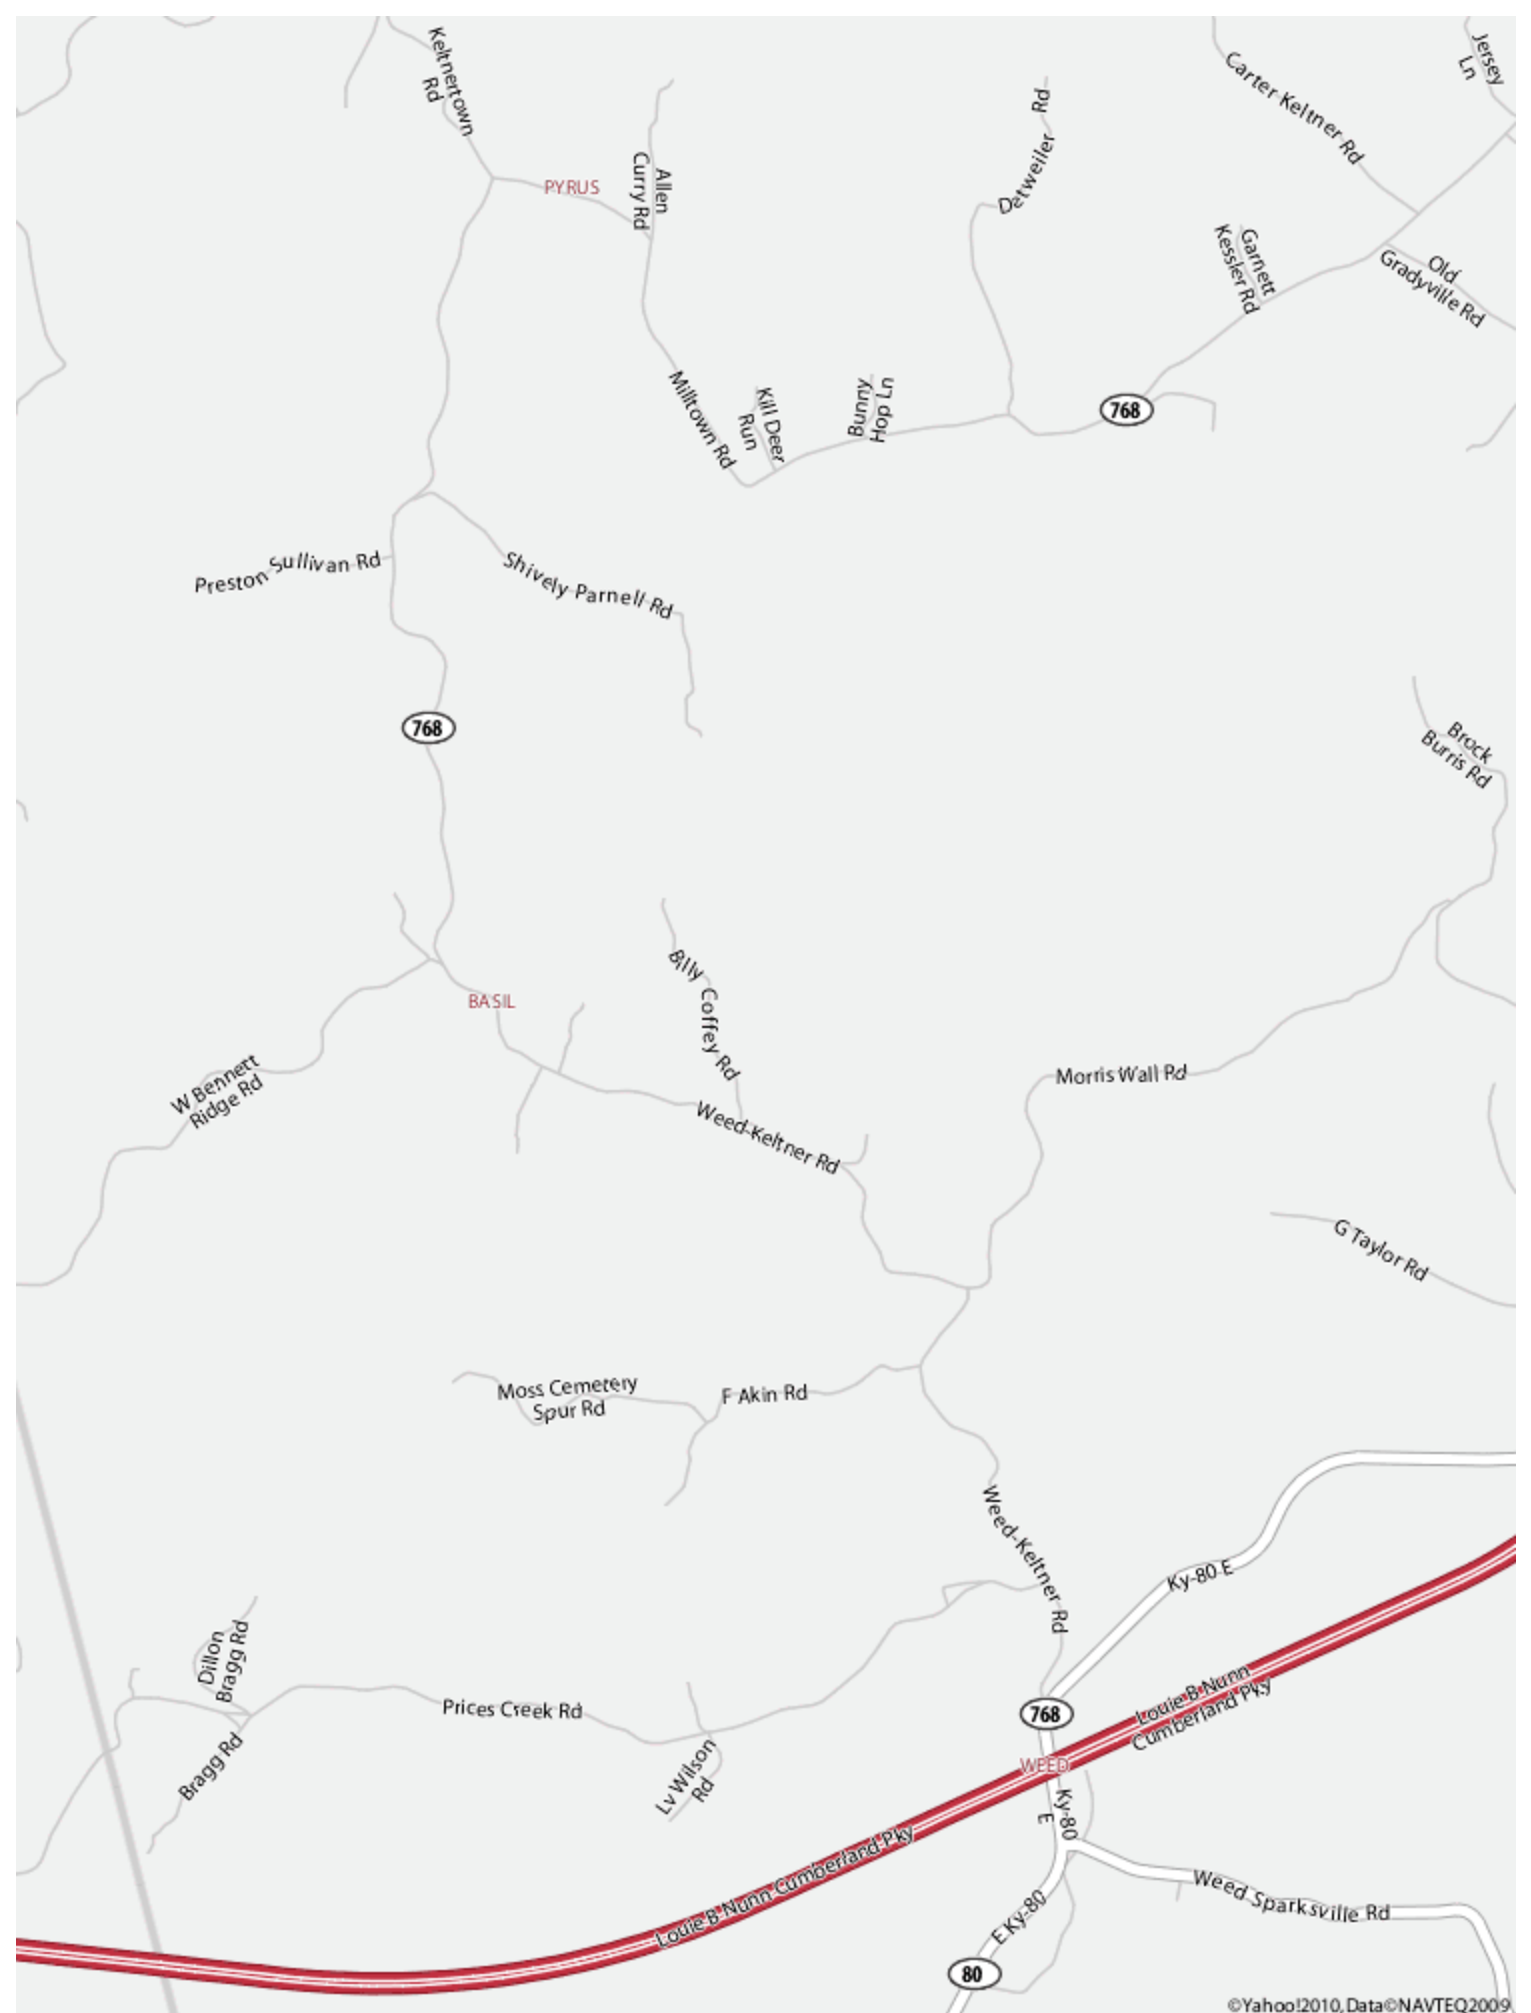 Keltnertown
Rd
Jersey
Ln
Carter Keltner Rd
Detweiler Rd
PYRUS
Allen
Curry Rd
Garnett
Kessler Rd
Old
Gradyville Rd
Milltown Rd
Kill Deer
Run
Bunny
Hop Ln
768
Preston Sullivan Rd
Shively Parnell Rd
768
Brock
Burris Rd
Billy Coffey Rd
BASIL
W Bennett
Ridge Rd
Morris Wall Rd
Weed-Keltner Rd
G Taylor Rd
Moss Cemetery
Spur Rd
F Akin Rd
Weed-Keltner Rd
Ky-80 E
Dillon
Bragg Rd
Prices Creek Rd
Bragg Rd
Lv Wilson
Rd
768
Louie B Nunn
Cumberland Pky
WEED
Ky-80
E
Louie B Nunn Cumberland Pky
Weed Sparksville Rd
E Ky-80
80
©Yahoo!2010, Data©NAVTEQ2009